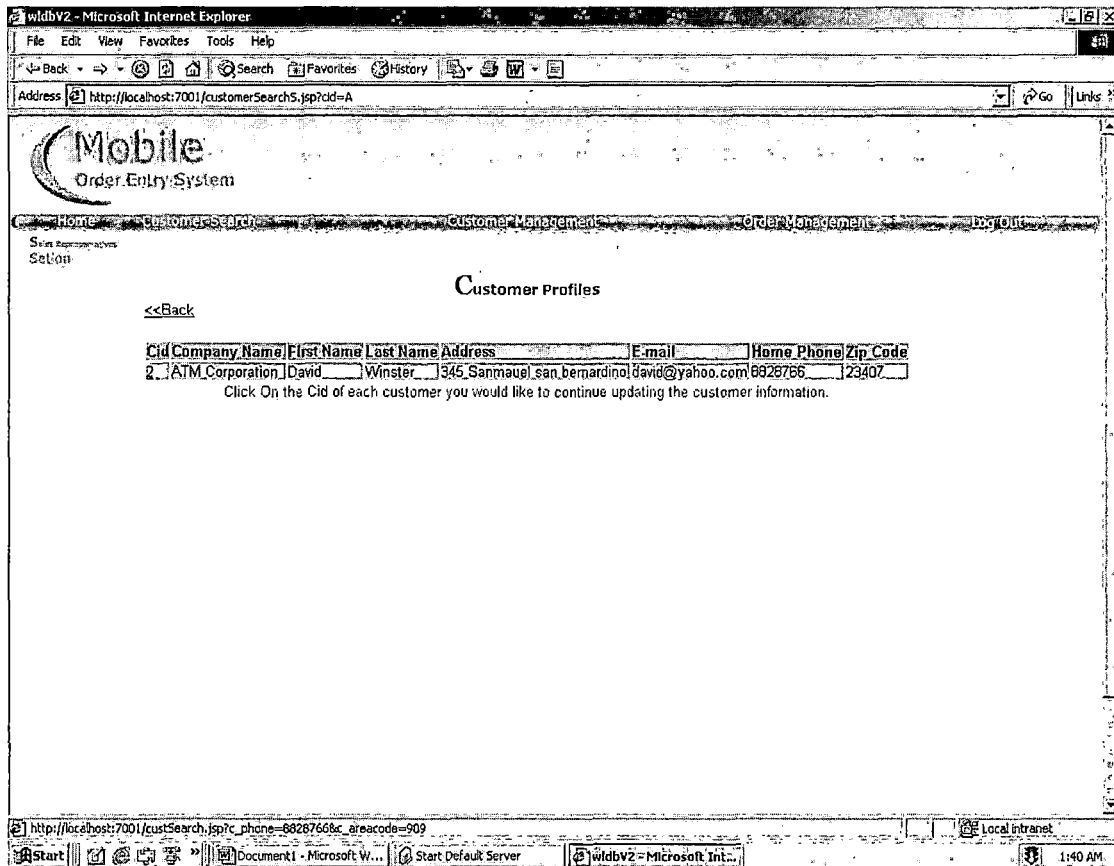 wldbV2 - Microsoft Internet Explorer
File Edit View Favorites Tools Help
Back Search Favorites History
Address http://localhost:7001/customerSearchS.jsp?cid=A Go Links
Mobile
Order Entry System
Home Customer Search Customer Management Order Management Log Out
Sales Representatives
Setion
Customer Profiles
<<Back
Cid Company Name First Name Last Name Address E-mail Home Phone Zip Code
2 ATM Corporation David Winster 345 Sanmauel san bernardino david@yahoo.com 8828766 23407
Click On the Cid of each customer you would like to continue updating the customer information.
http://localhost:7001/custSearch.jsp?c_phone=8828766&c_areacode=909 Local intranet
Start Document1 - Microsoft W... Start Default Server wldbV2 - Microsoft Int... 1:40 AM